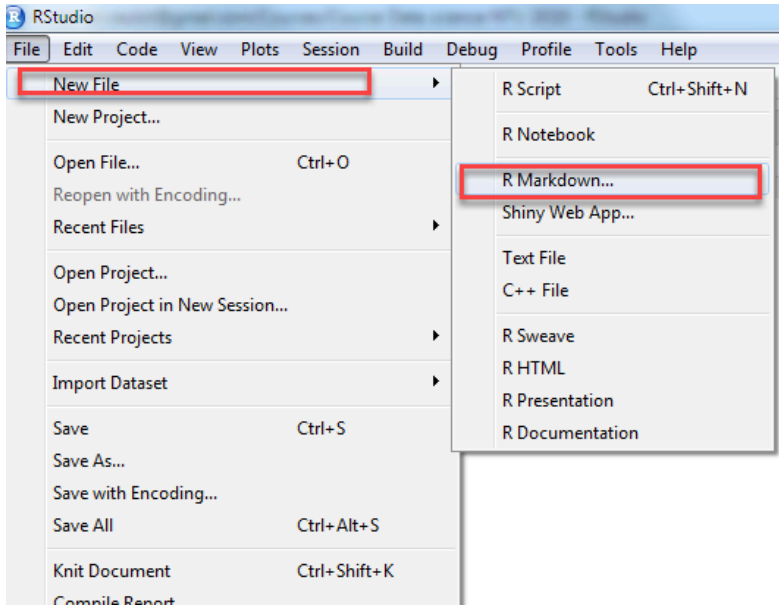 RStudio
File Edit Code View Plots Session Build Debug Profile Tools Help
New File
New Project...
Open File... Ctrl+O
Reopen with Encoding...
Recent Files
Open Project...
Open Project in New Session...
Recent Projects
Import Dataset
Save Ctrl+S
Save As...
Save with Encoding...
Save All Ctrl+Alt+S
Knit Document Ctrl+Shift+K
Compile Report
R Script Ctrl+Shift+N
R Notebook
R Markdown...
Shiny Web App...
Text File
C++ File
R Sweave
R HTML
R Presentation
R Documentation